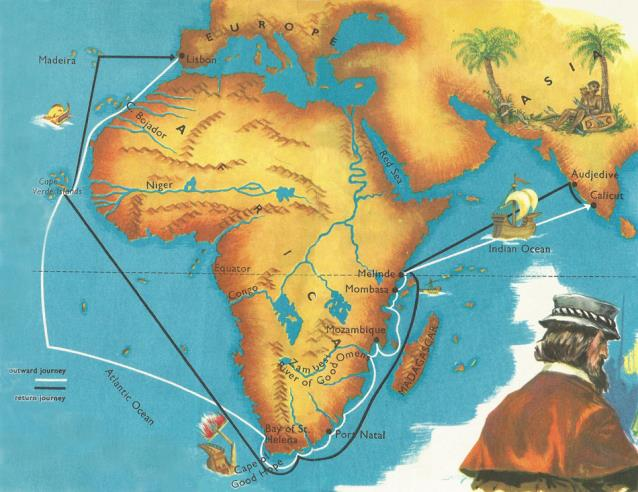 EUROPE
Madeira
Lisbon
ASIA
C. Bojador
AFRICA
Red Sea
Audjedive
Cape
Verde Islands
Niger
Calicut
Indian Ocean
Equator
Melinde
Congo
Mombasa
Mozambique
Zambesi
River of Good Omens
MADAGASCAR
outward journey
return journey
Atlantic Ocean
Bay of St.
Helena
Port Natal
Cape of
Good Hope